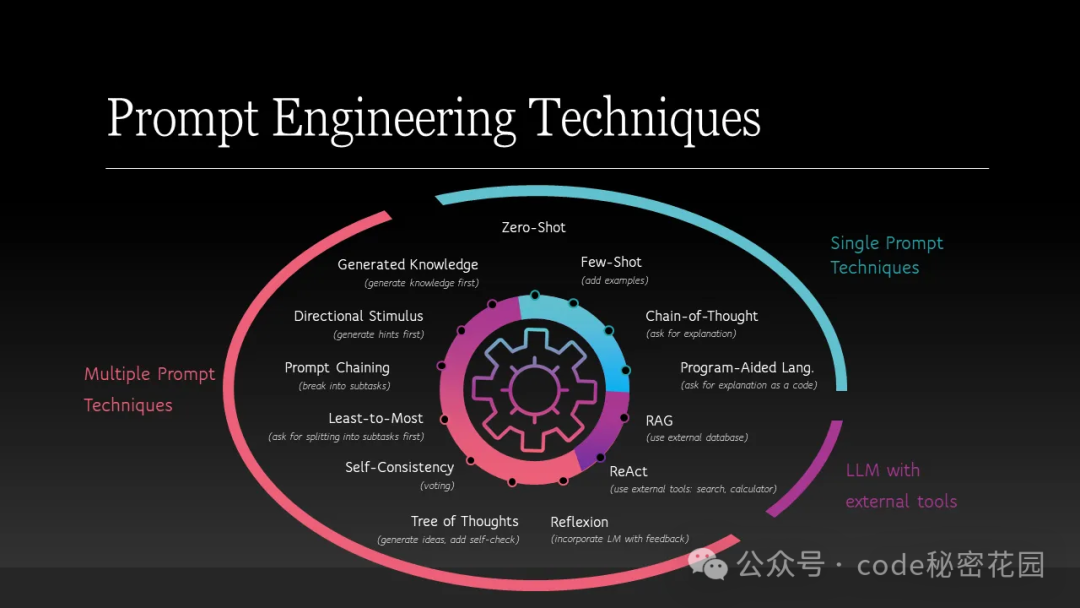 Prompt Engineering Techniques
Zero-Shot
Few-Shot
(add examples)
Chain-of-Thought
(ask for explanation)
Program-Aided Lang.
(ask for explanation as a code)
Single Prompt
Techniques
RAG
(use external database)
ReAct
(use external tools: search, calculator)
LLM with
external tools
Reflexion
(incorporate LM with feedback)
Tree of Thoughts
(generate ideas, add self-check)
Self-Consistency
(voting)
Least-to-Most
(ask for splitting into subtasks first)
Prompt Chaining
(break into subtasks)
Directional Stimulus
(generate hints first)
Generated Knowledge
(generate knowledge first)
Multiple Prompt
Techniques
公众号 · code秘密花园